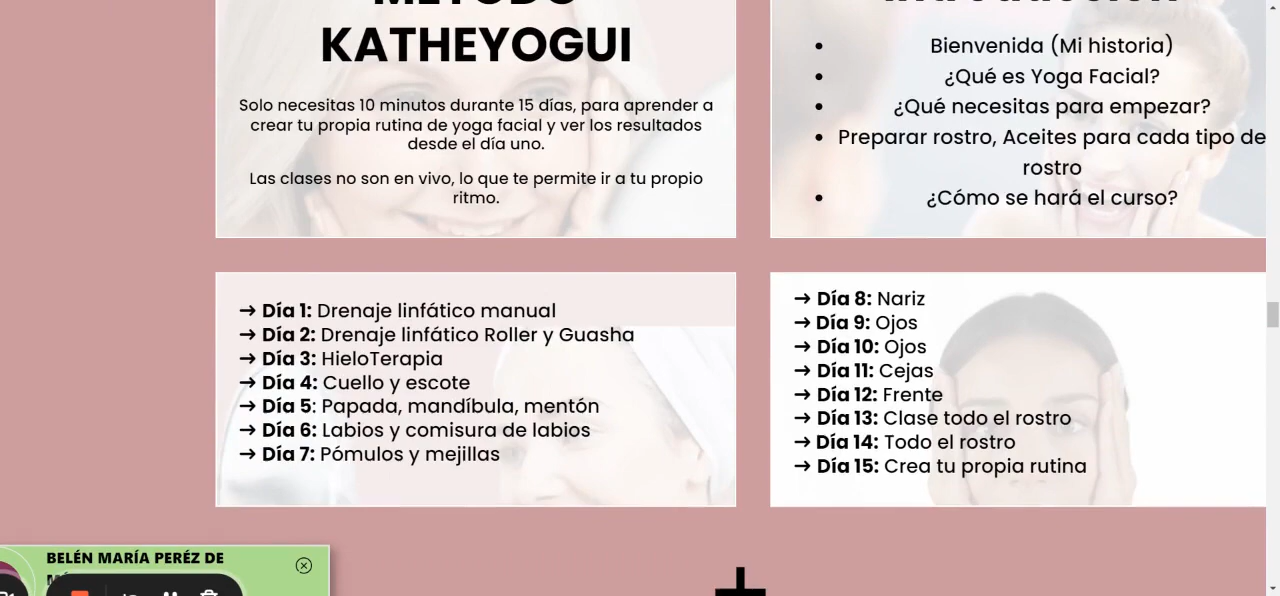 MÉTODO
KATHEYOGUI
Solo necesitas 10 minutos durante 15 días, para aprender a
crear tu propia rutina de yoga facial y ver los resultados
desde el día uno.
Las clases no son en vivo, lo que te permite ir a tu propio
ritmo.
Introducción
• Bienvenida (Mi historia)
• ¿Qué es Yoga Facial?
• ¿Qué necesitas para empezar?
• Preparar rostro, Aceites para cada tipo de
rostro
• ¿Cómo se hará el curso?
→ Día 1: Drenaje linfático manual
→ Día 2: Drenaje linfático Roller y Guasha
→ Día 3: HieloTerapia
→ Día 4: Cuello y escote
→ Día 5: Papada, mandíbula, mentón
→ Día 6: Labios y comisura de labios
→ Día 7: Pómulos y mejillas
→ Día 8: Nariz
→ Día 9: Ojos
→ Día 10: Ojos
→ Día 11: Cejas
→ Día 12: Frente
→ Día 13: Clase todo el rostro
→ Día 14: Todo el rostro
→ Día 15: Crea tu propia rutina
BELÉN MARÍA PERÉZ DE